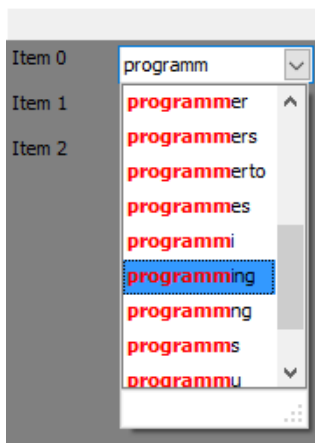 Item 0
programm
Item 1
Item 2
programmer
programmers
programmerto
programmes
programmi
programming
programmng
programms
programmu